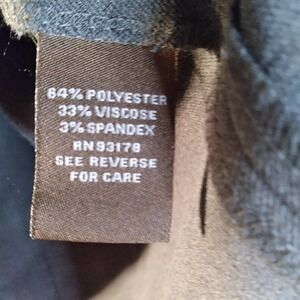 64% POLYESTER
33% VISCOSE
3% SPANDEX
RN 93178
SEE REVERSE
FOR CARE